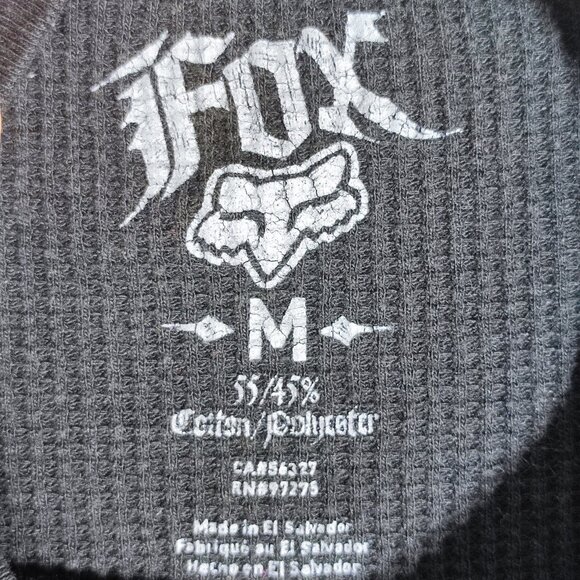 Fox
M
55/45%
Cotton/Polyester
CA#56327
RN#97275
Made in El Salvador
Fabriqué au El Salvador
Hecho en El Salvador